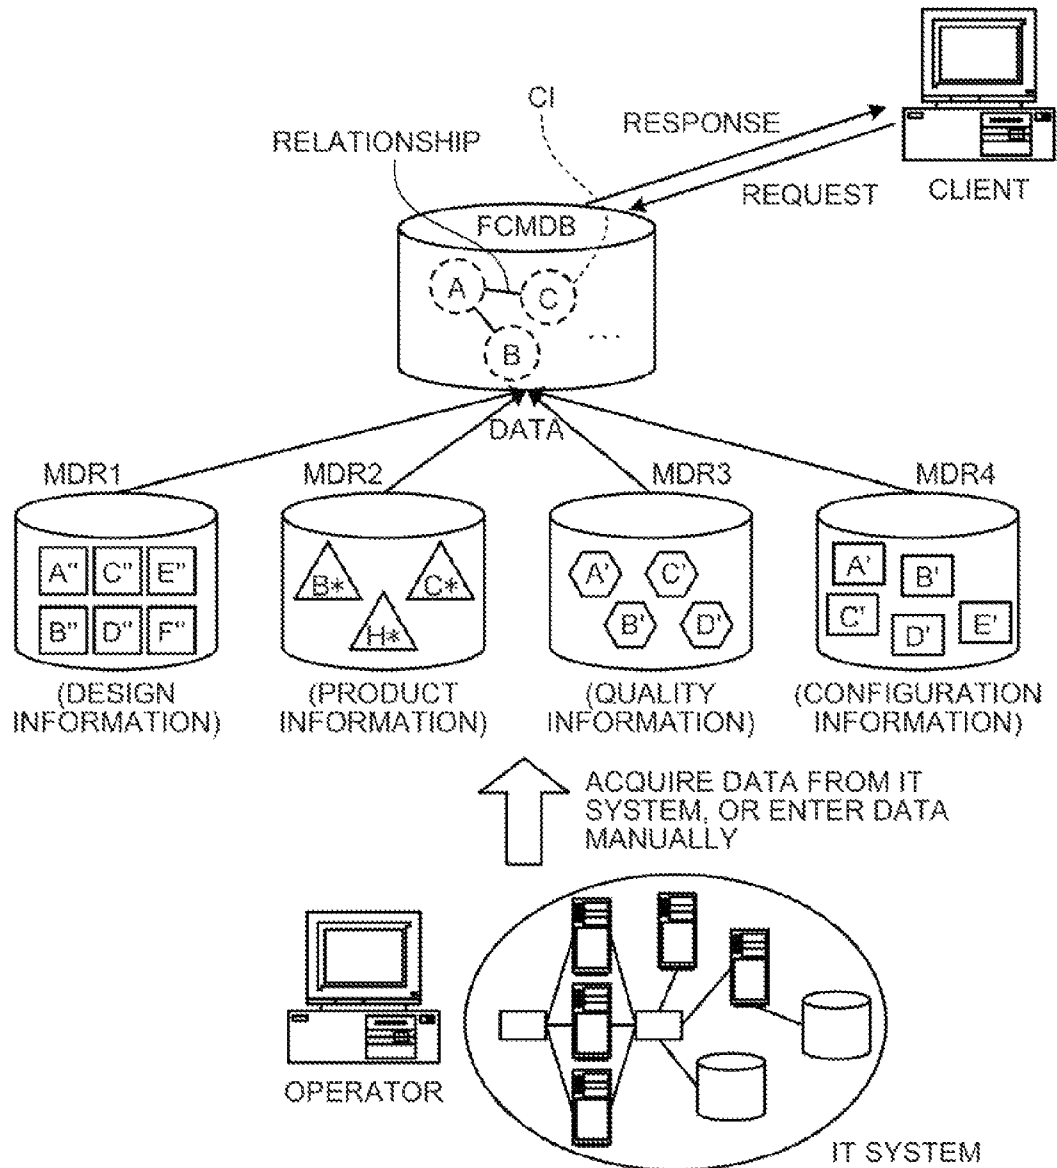 CI
RESPONSE
RELATIONSHIP
REQUEST
CLIENT
FCMDB
A
C
B
...
DATA
MDR1
MDR2
MDR3
MDR4
A" C" E"
B" D" F"
B* C*
H*
A' C'
B' D'
A' B'
C' D' E'
(DESIGN
INFORMATION)
(PRODUCT
INFORMATION)
(QUALITY
INFORMATION)
(CONFIGURATION
INFORMATION)
ACQUIRE DATA FROM IT
SYSTEM, OR ENTER DATA
MANUALLY
OPERATOR
IT SYSTEM